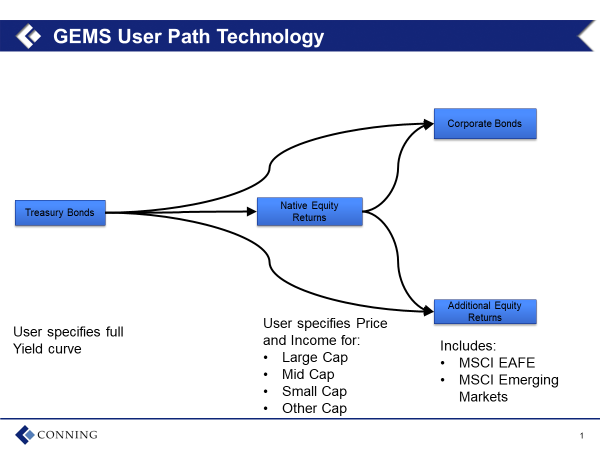 GEMS User Path Technology
Corporate Bonds
Treasury Bonds
Native Equity
Returns
Additional Equity
Returns
User specifies full
Yield curve
User specifies Price
and Income for:
• Large Cap
• Mid Cap
• Small Cap
• Other Cap
Includes:
• MSCI EAFE
• MSCI Emerging
Markets
CONNING
1